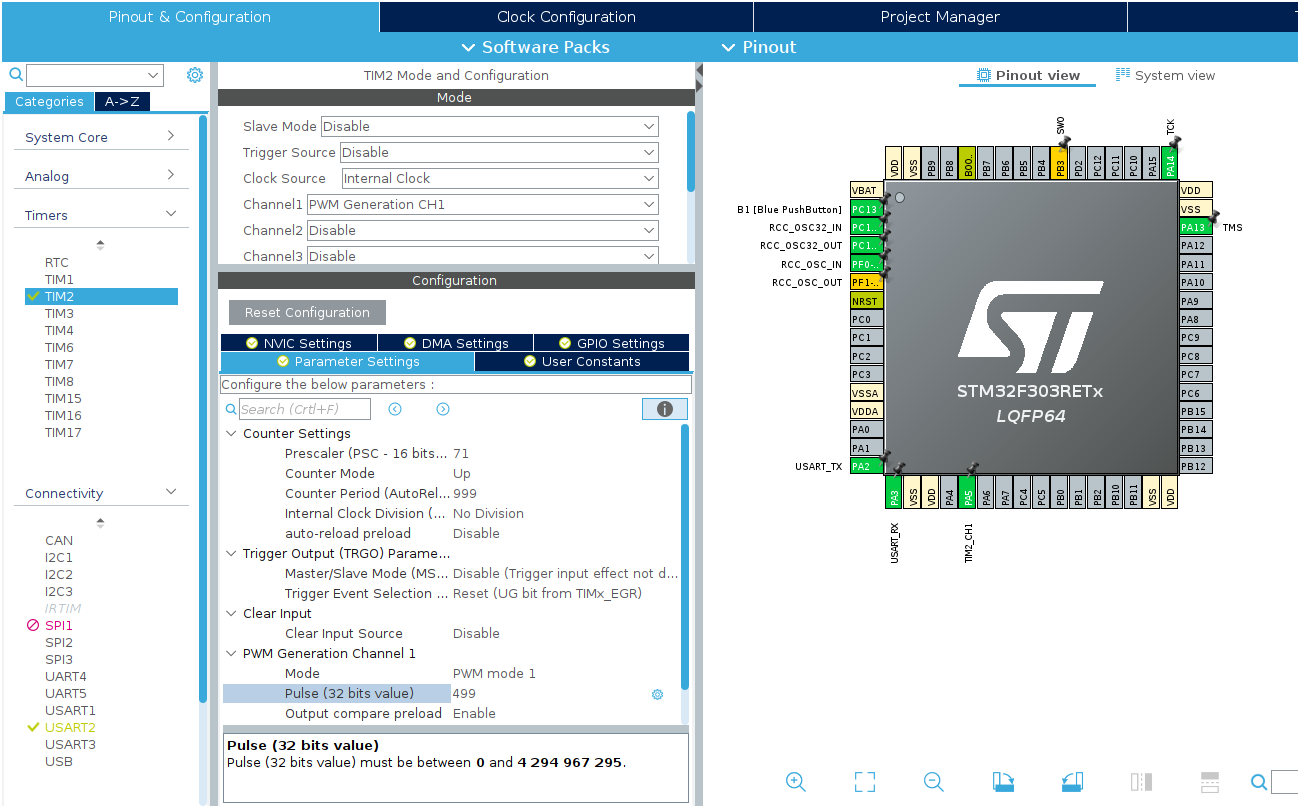 Pinout & Configuration
Clock Configuration
Project Manager
Software Packs
Pinout
Categories
A->Z
System Core
Analog
Timers
RTC
TIM1
TIM2
TIM3
TIM4
TIM6
TIM7
TIM8
TIM15
TIM16
TIM17
Connectivity
CAN
I2C1
I2C2
I2C3
IRTIM
SPI1
SPI2
SPI3
UART4
UART5
USART1
USART2
USART3
USB
TIM2 Mode and Configuration
Mode
Slave Mode Disable
Trigger Source Disable
Clock Source Internal Clock
Channel1 PWM Generation CH1
Channel2 Disable
Channel3 Disable
Configuration
Reset Configuration
NVIC Settings
DMA Settings
GPIO Settings
Parameter Settings
User Constants
Configure the below parameters :
Search (Crtl+F)
Counter Settings
Prescaler (PSC - 16 bits... 71
Counter Mode Up
Counter Period (AutoRel... 999
Internal Clock Division (... No Division
auto-reload preload Disable
Trigger Output (TRGO) Parame...
Master/Slave Mode (MS... Disable (Trigger input effect not d...
Trigger Event Selection ... Reset (UG bit from TIMx_EGR)
Clear Input
Clear Input Source Disable
PWM Generation Channel 1
Mode PWM mode 1
Pulse (32 bits value) 499
Output compare preload Enable
Pulse (32 bits value)
Pulse (32 bits value) must be between 0 and 4 294 967 295.
Pinout view
System view
SWO
TCK
VDD
VSS
PB9
PB8
BOO..
PB7
PB6
PB5
PB4
PB3
PD2
PC12
PC11
PC10
PA15
PA14
B1 [Blue PushButton]
RCC_OSC32_IN
RCC_OSC32_OUT
RCC_OSC_IN
RCC_OSC_OUT
USART_TX
VBAT
PC13
PC1..
PC1..
PF0-..
PF1-..
NRST
PC0
PC1
PC2
PC3
VSSA
VDDA
PA0
PA1
PA2
STM32F303RETx
LQFP64
VDD
VSS
PA13
TMS
PA12
PA11
PA10
PA9
PA8
PC9
PC8
PC7
PC6
PB15
PB14
PB13
PB12
PA3
VSS
VDD
PA4
PA5
PA6
PA7
PC4
PC5
PB0
PB1
PB2
PB10
PB11
VSS
VDD
USART_RX
TIM2_CH1